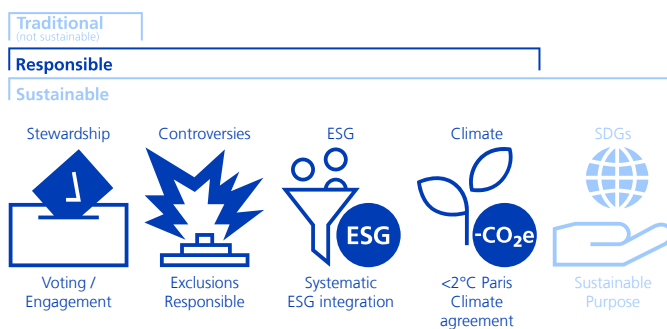 Traditional
(not sustainable)
Responsible
Sustainable
Stewardship Controversies ESG Climate SDGs
ESG -CO₂e
Voting / Exclusions Systematic <2°C Paris Sustainable
Engagement Responsible ESG integration Climate Purpose
agreement